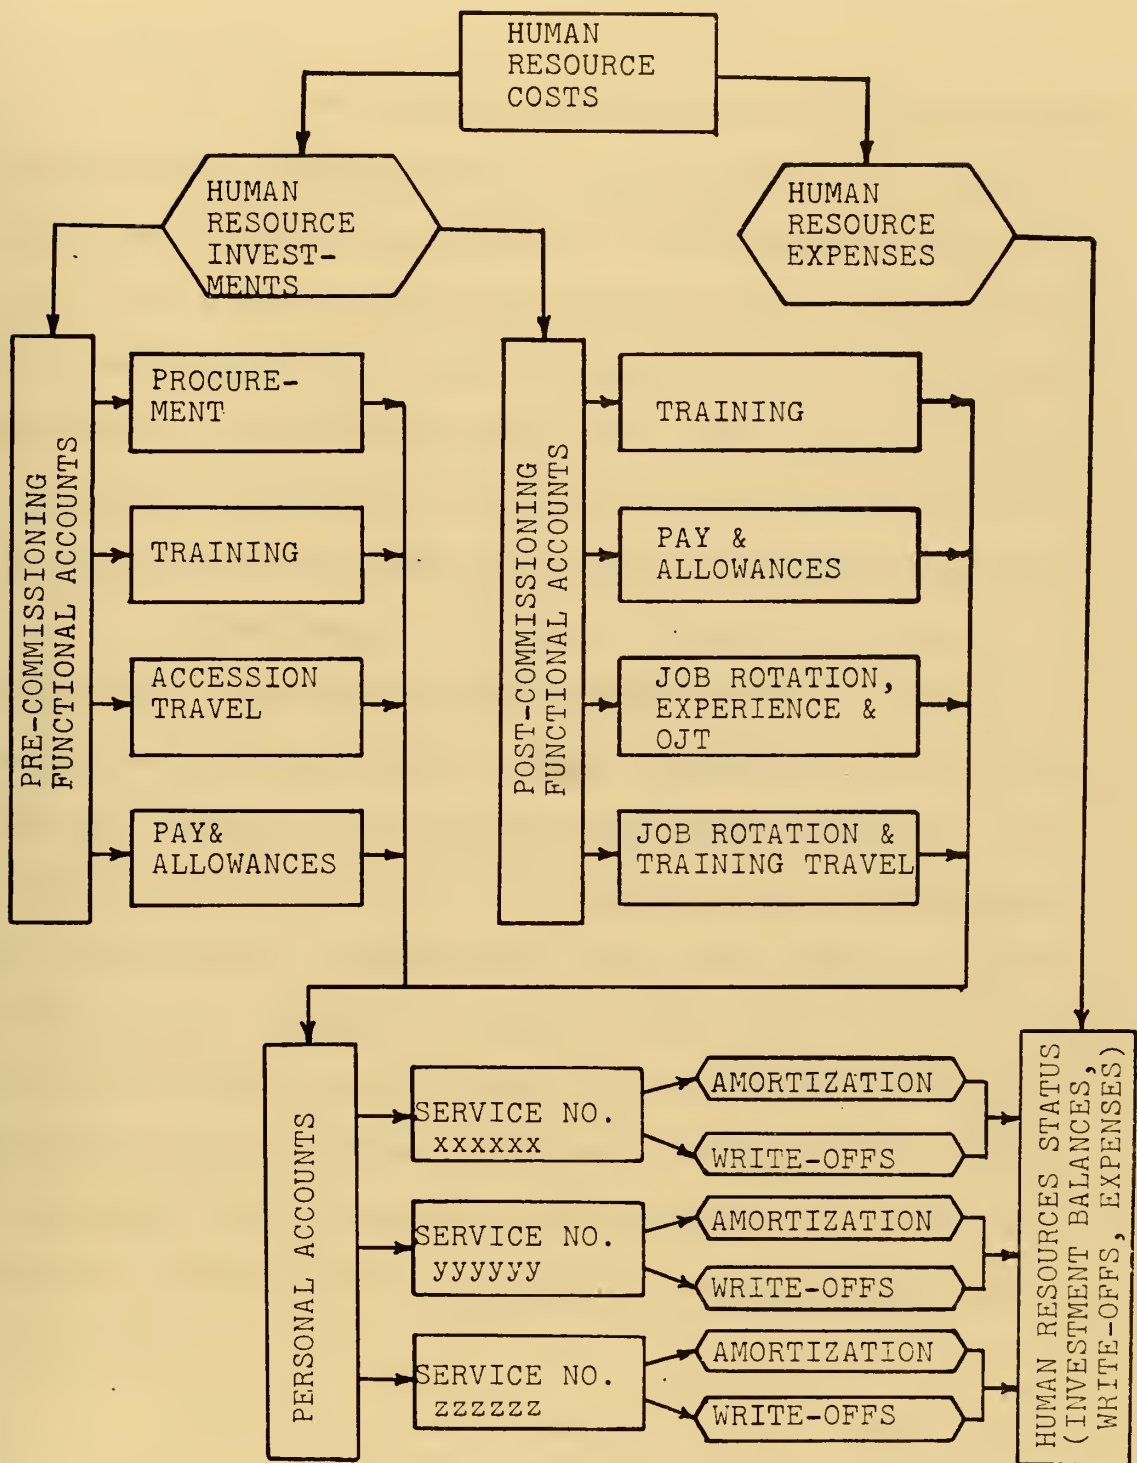 HUMAN
RESOURCE
COSTS
HUMAN
RESOURCE
INVEST-
MENTS
HUMAN
RESOURCE
EXPENSES
PRE-COMMISSIONING
FUNCTIONAL ACCOUNTS
PROCURE-
MENT
TRAINING
ACCESSION
TRAVEL
PAY&
ALLOWANCES
POST-COMMISSIONING
FUNCTIONAL ACCOUNTS
TRAINING
PAY &
ALLOWANCES
JOB ROTATION,
EXPERIENCE &
OJT
JOB ROTATION &
TRAINING TRAVEL
PERSONAL ACCOUNTS
SERVICE NO.
xxxxxx
AMORTIZATION
WRITE-OFFS
SERVICE NO.
yyyyyy
AMORTIZATION
WRITE-OFFS
SERVICE NO.
zzzzzz
AMORTIZATION
WRITE-OFFS
HUMAN RESOURCES STATUS
(INVESTMENT BALANCES,
WRITE-OFFS, EXPENSES)